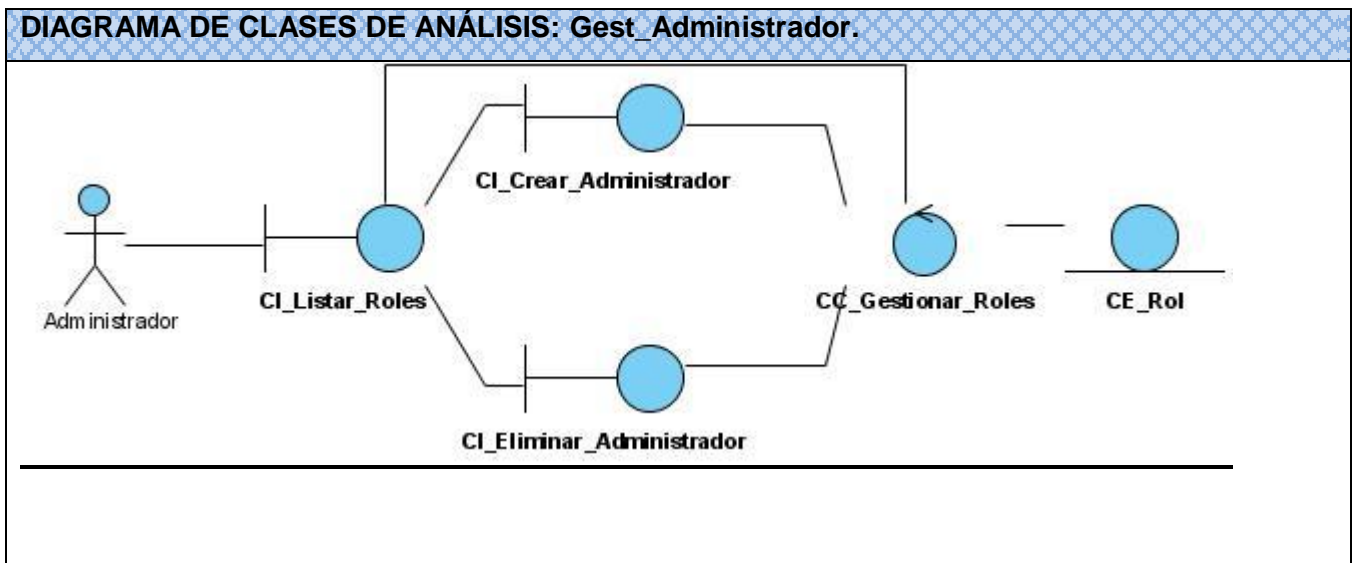 DIAGRAMA DE CLASES DE ANÁLISIS: Gest_Administrador.
CI_Crear_Administrador
Administrador
CI_Listar_Roles
CC_Gestionar_Roles
CE_Rol
CI_Eliminar_Administrador